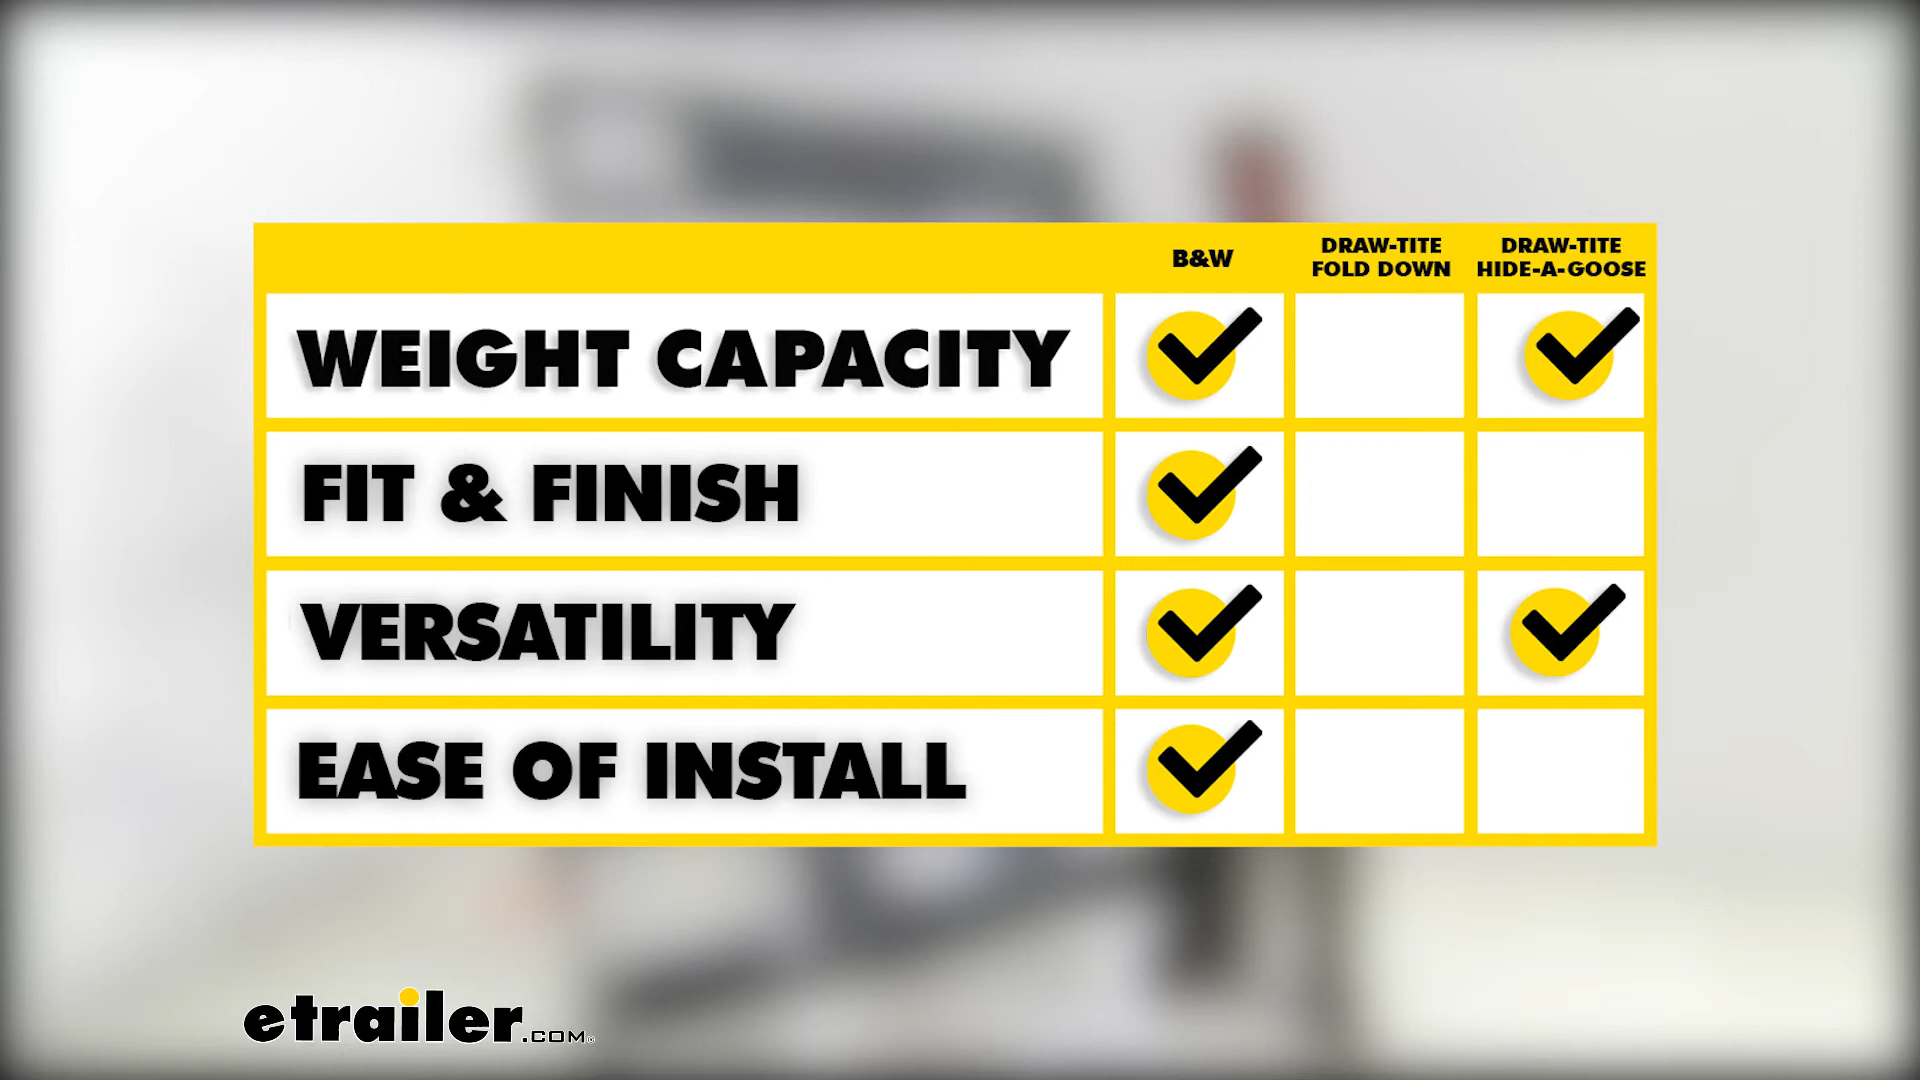 B&W
DRAW-TITE
FOLD DOWN
DRAW-TITE
HIDE-A-GOOSE
WEIGHT CAPACITY
FIT & FINISH
VERSATILITY
EASE OF INSTALL
etrailer.COM®